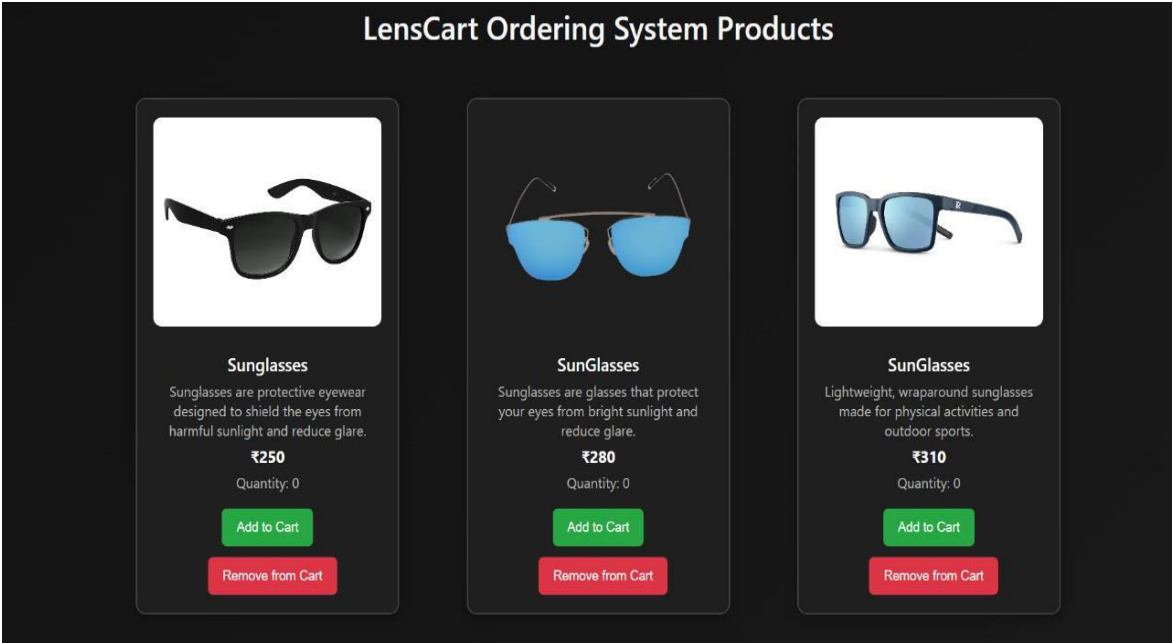 LensCart Ordering System Products
Sunglasses
Sunglasses are protective eyewear
designed to shield the eyes from
harmful sunlight and reduce glare.
₹250
Quantity: 0
Add to Cart
Remove from Cart
SunGlasses
Sunglasses are glasses that protect
your eyes from bright sunlight and
reduce glare.
₹280
Quantity: 0
Add to Cart
Remove from Cart
R
SunGlasses
Lightweight, wraparound sunglasses
made for physical activities and
outdoor sports.
₹310
Quantity: 0
Add to Cart
Remove from Cart